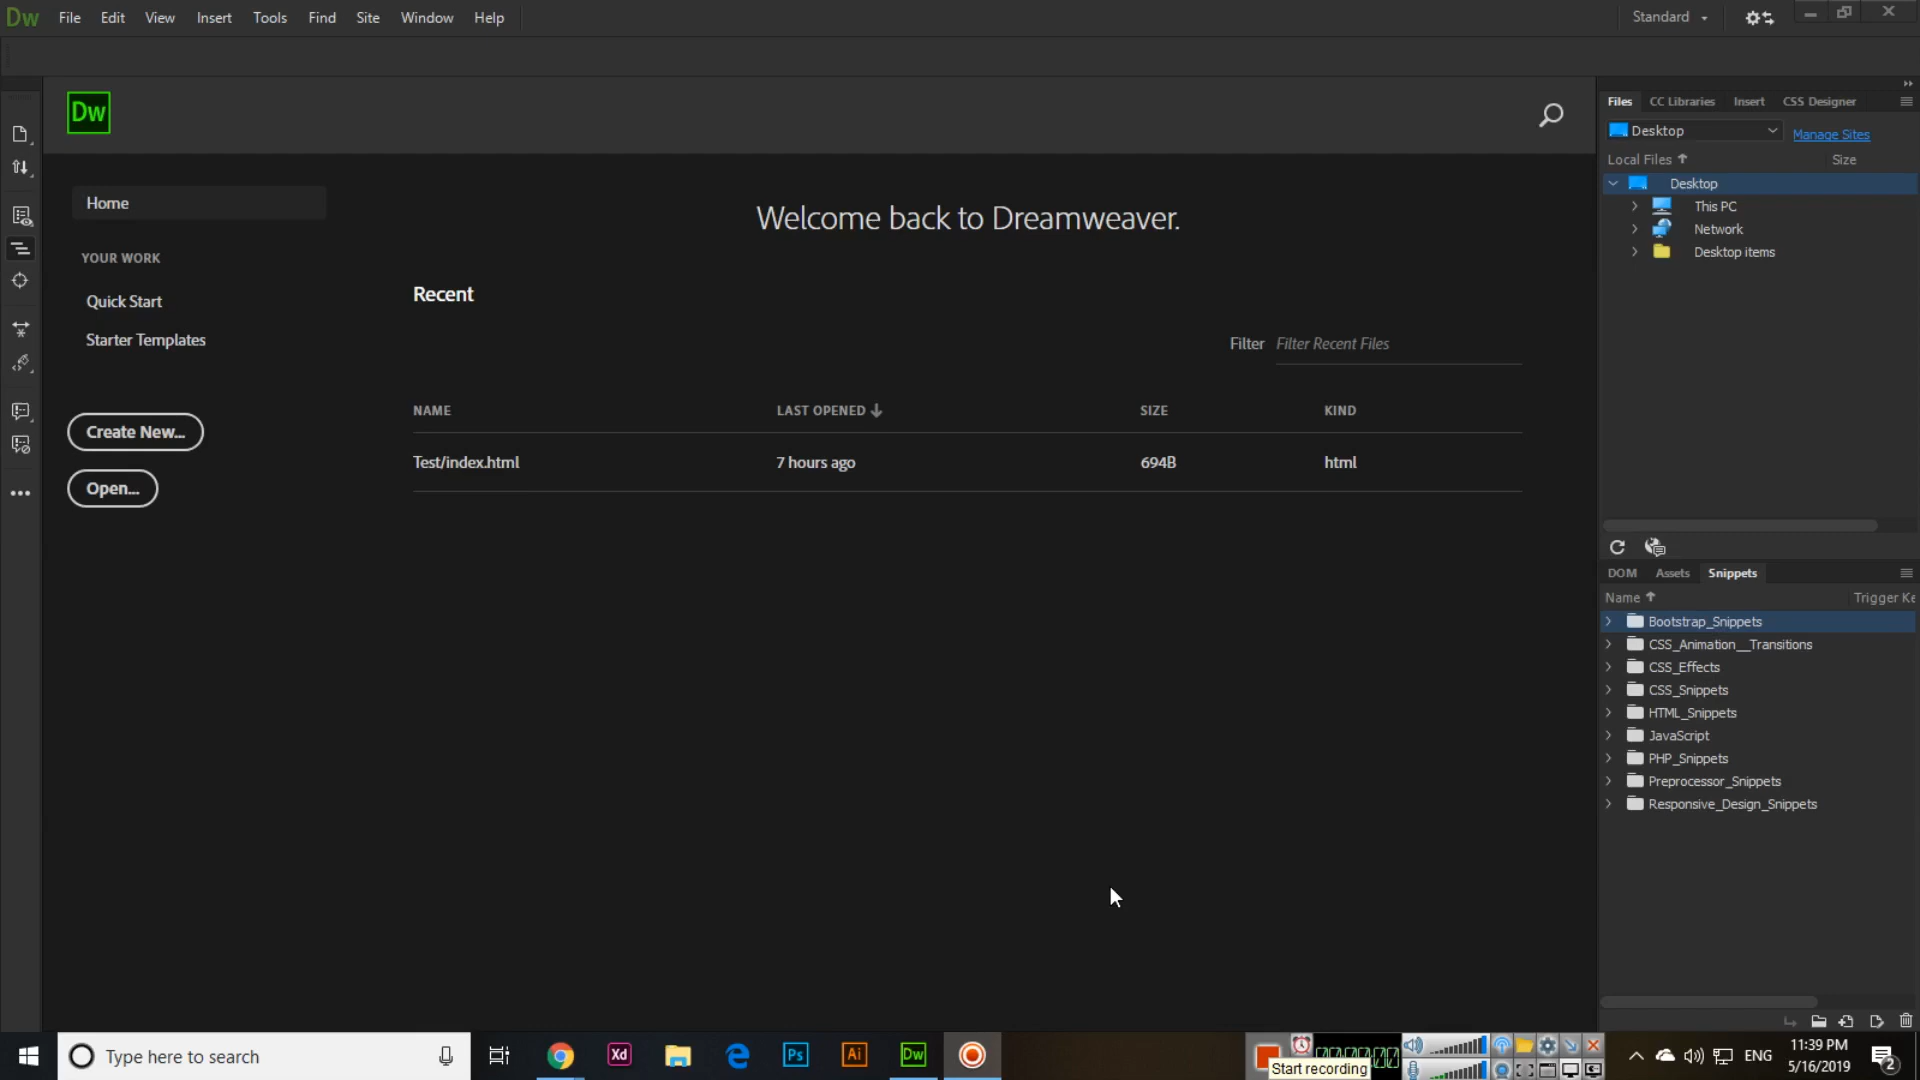 Dw File Edit View Insert Tools Find Site Window Help Standard
Dw
Files CC Libraries Insert CSS Designer
Desktop Manage Sites
Local Files Size
Desktop
This PC
Network
Desktop items
Home
YOUR WORK
Quick Start
Starter Templates
Create New...
Open...
Welcome back to Dreamweaver.
Recent
Filter Filter Recent Files
NAME LAST OPENED SIZE KIND
Test/index.html 7 hours ago 694B html
DOM Assets Snippets
Name Trigger Ke
Bootstrap_Snippets
CSS_Animation__Transitions
CSS_Effects
CSS_Snippets
HTML_Snippets
JavaScript
PHP_Snippets
Preprocessor_Snippets
Responsive_Design_Snippets
Type here to search
Xd Ps Ai Dw
Start recording
ENG
11:39 PM
5/16/2019
2